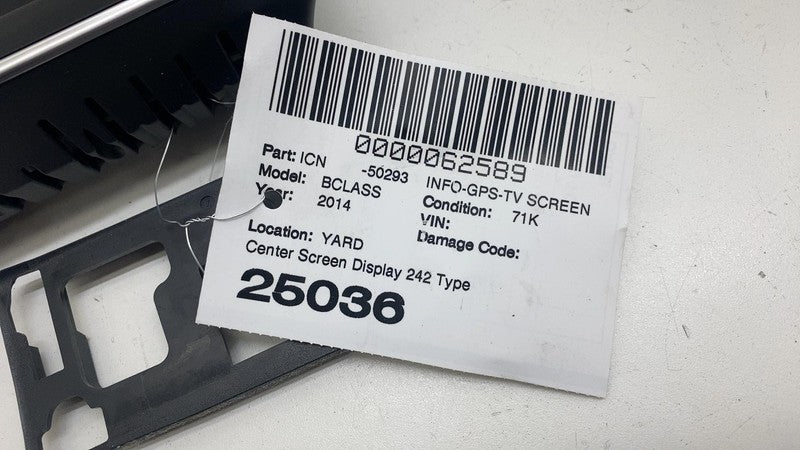 0000062589
Part: ICN -50293 INFO-GPS-TV SCREEN
Model: BCLASS Condition: 71K
Year: 2014 VIN:
Damage Code:
Location: YARD
Center Screen Display 242 Type
25036